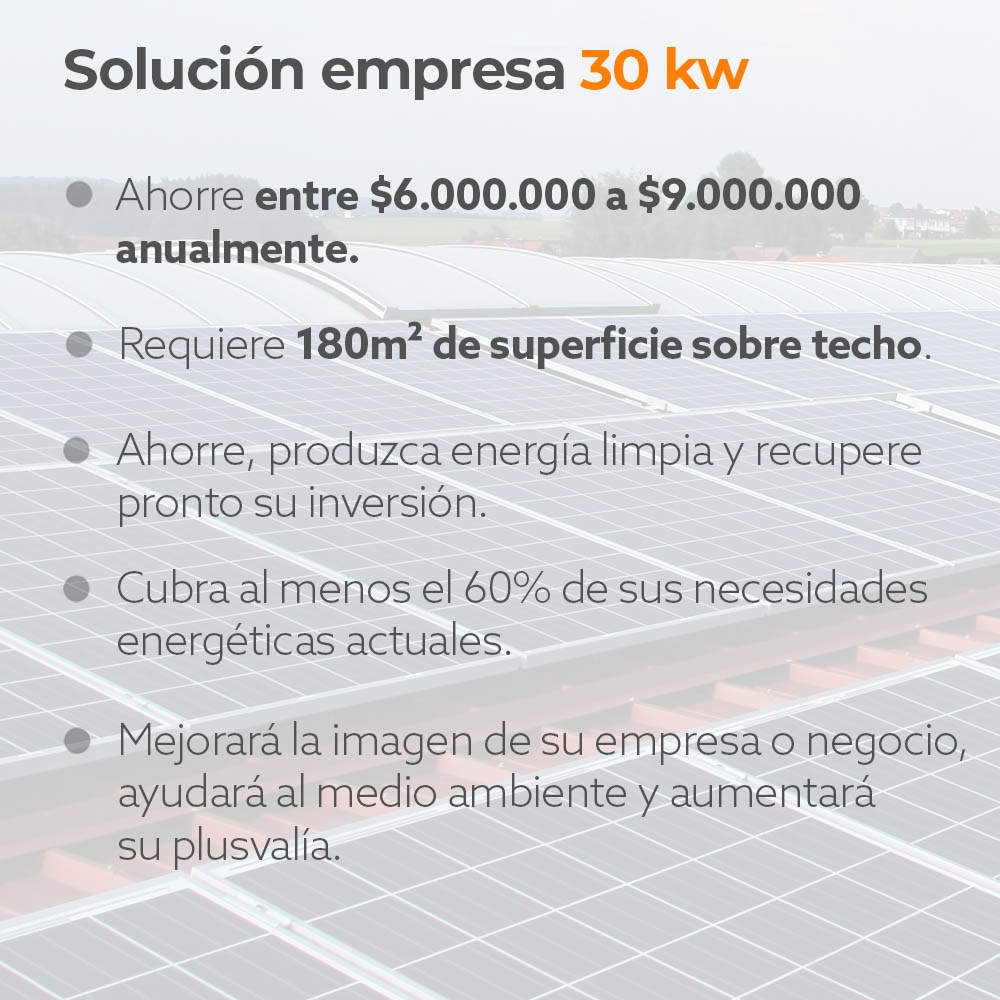 Solución empresa 30 kw
Ahorre entre $6.000.000 a $9.000.000
anualmente.
Requiere 180m² de superficie sobre techo.
Ahorre, produzca energía limpia y recupere
pronto su inversión.
Cubra al menos el 60% de sus necesidades
energéticas actuales.
Mejorará la imagen de su empresa o negocio,
ayudará al medio ambiente y aumentará
su plusvalía.